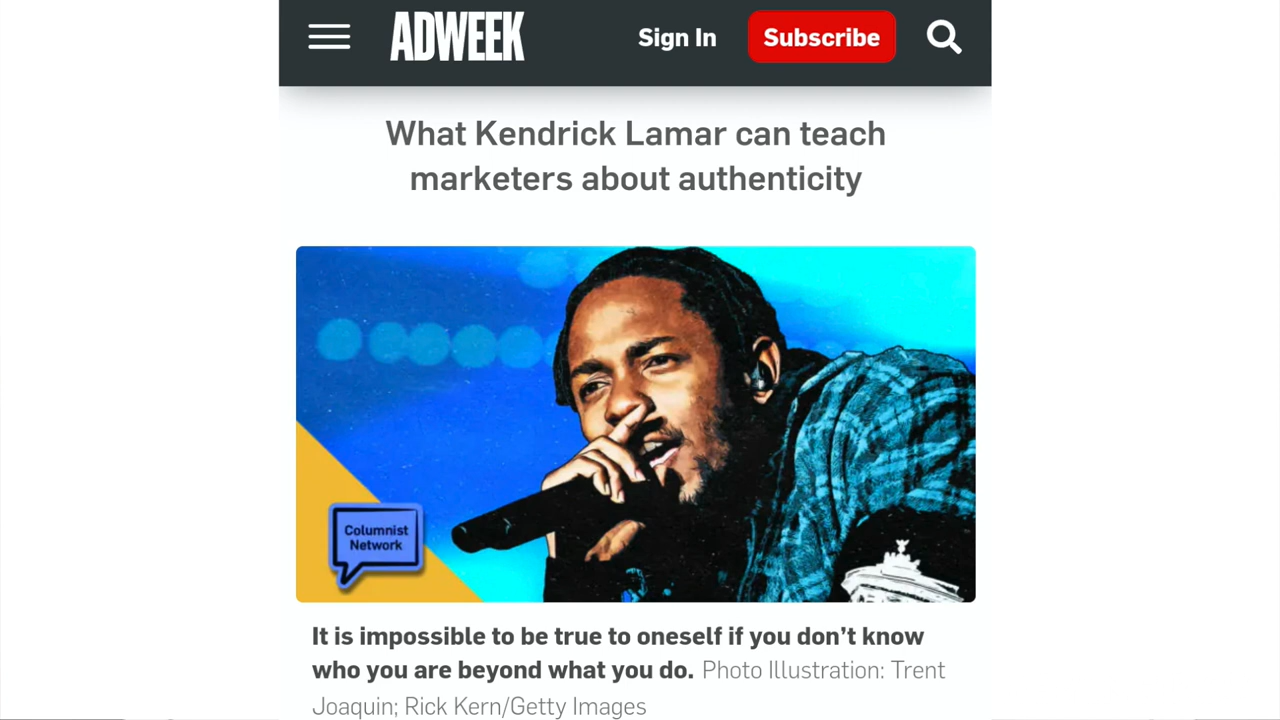 ADWEEK
Sign In
Subscribe
What Kendrick Lamar can teach
marketers about authenticity
Columnist
Network
It is impossible to be true to oneself if you don’t know
who you are beyond what you do. Photo Illustration: Trent
Joaquin; Rick Kern/Getty Images